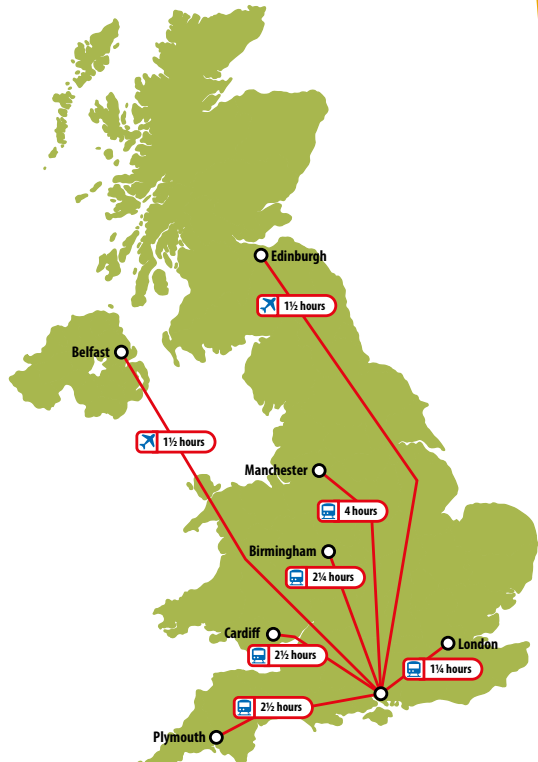 Edinburgh
1½ hours
Belfast
1½ hours
Manchester
4 hours
Birmingham
2¼ hours
Cardiff
2½ hours
London
1¼ hours
2½ hours
Plymouth